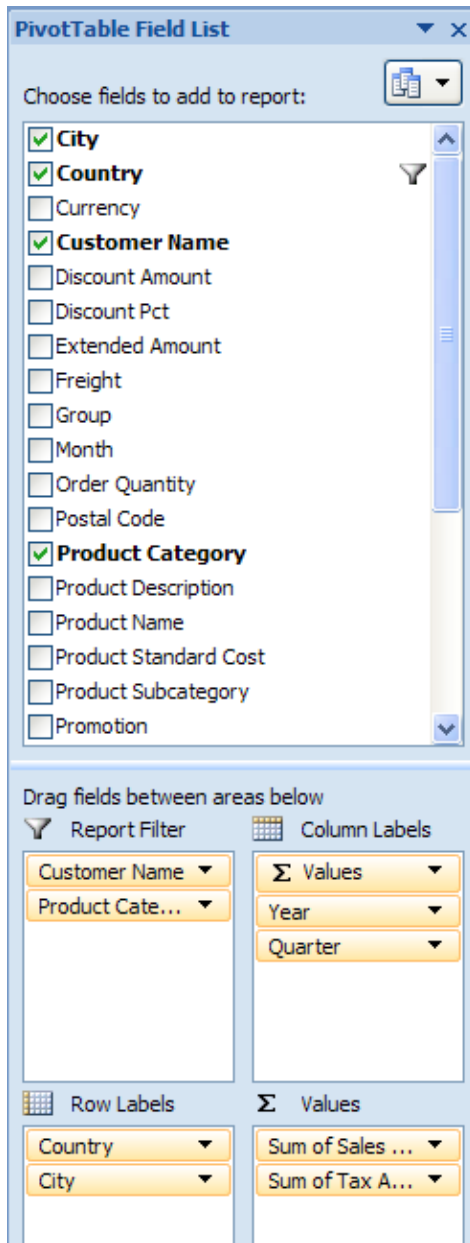 PivotTable Field List
Choose fields to add to report:
City
Country
Currency
Customer Name
Discount Amount
Discount Pct
Extended Amount
Freight
Group
Month
Order Quantity
Postal Code
Product Category
Product Description
Product Name
Product Standard Cost
Product Subcategory
Promotion
Drag fields between areas below
Report Filter
Column Labels
Customer Name
Σ Values
Product Cate...
Year
Quarter
Row Labels
Σ Values
Country
Sum of Sales ...
City
Sum of Tax A...